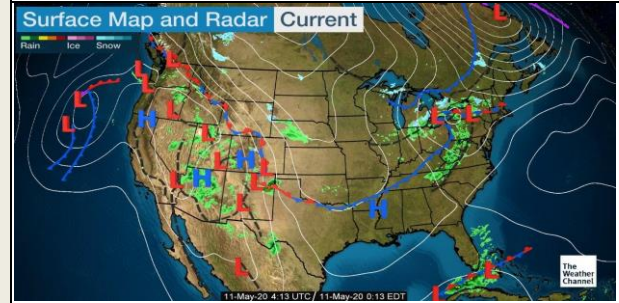 Surface Map and Radar Current
Rain Ice Snow
L
L
L
L
L
L
L
H
L
L
L
L
H
L
L
L
H
L
L
H
L
L
L
The Weather Channel
11-May-20 4:13 UTC / 11-May-20 0:13 EDT